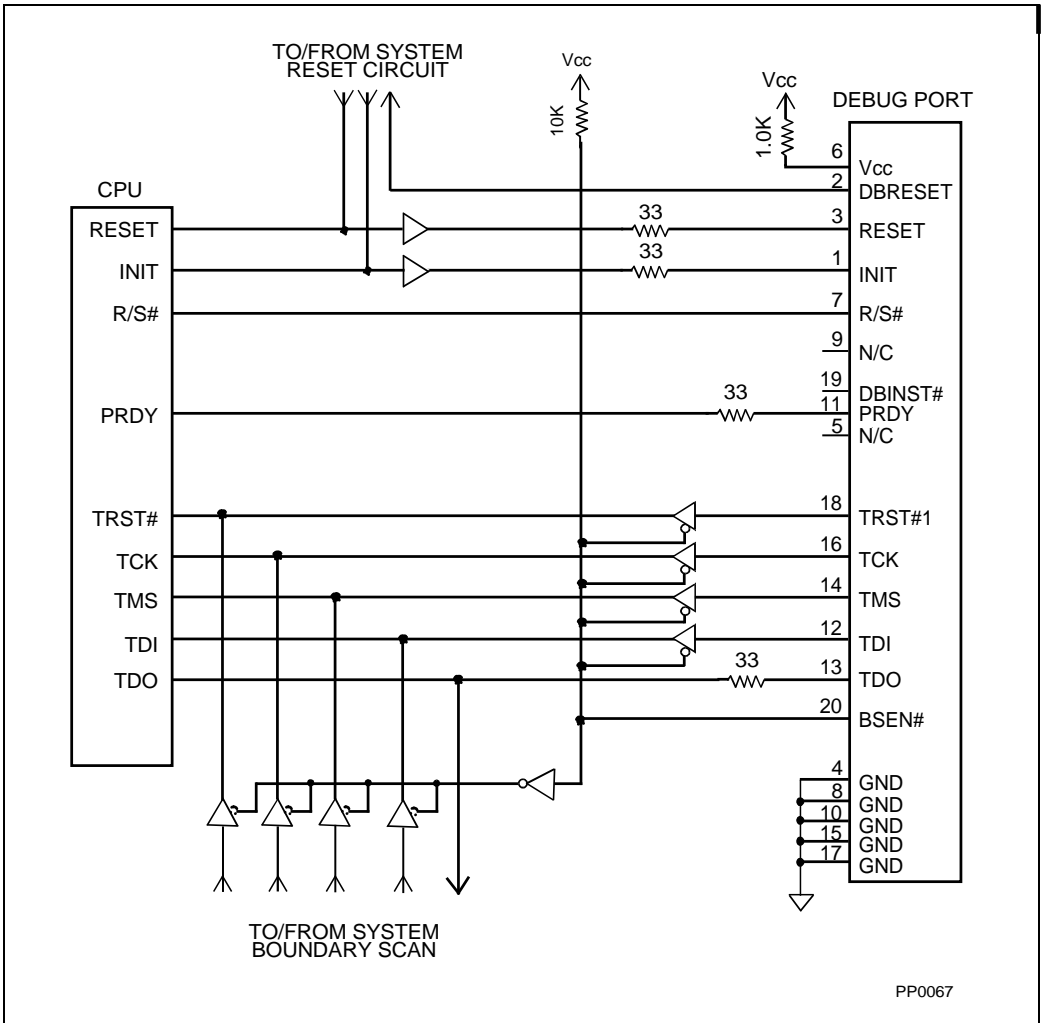 TO/FROM SYSTEM
RESET CIRCUIT
Vcc
10K
Vcc
1.0K
DEBUG PORT
CPU
6
Vcc
2
DBRESET
RESET
33
3
RESET
INIT
33
1
INIT
R/S#
7
R/S#
9
N/C
19
DBINST#
PRDY
33
11
PRDY
5
N/C
TRST#
18
TRST#1
TCK
16
TCK
TMS
14
TMS
TDI
12
TDI
TDO
33
13
TDO
20
BSEN#
4
GND
8
GND
10
GND
15
GND
17
GND
TO/FROM SYSTEM
BOUNDARY SCAN
PP0067